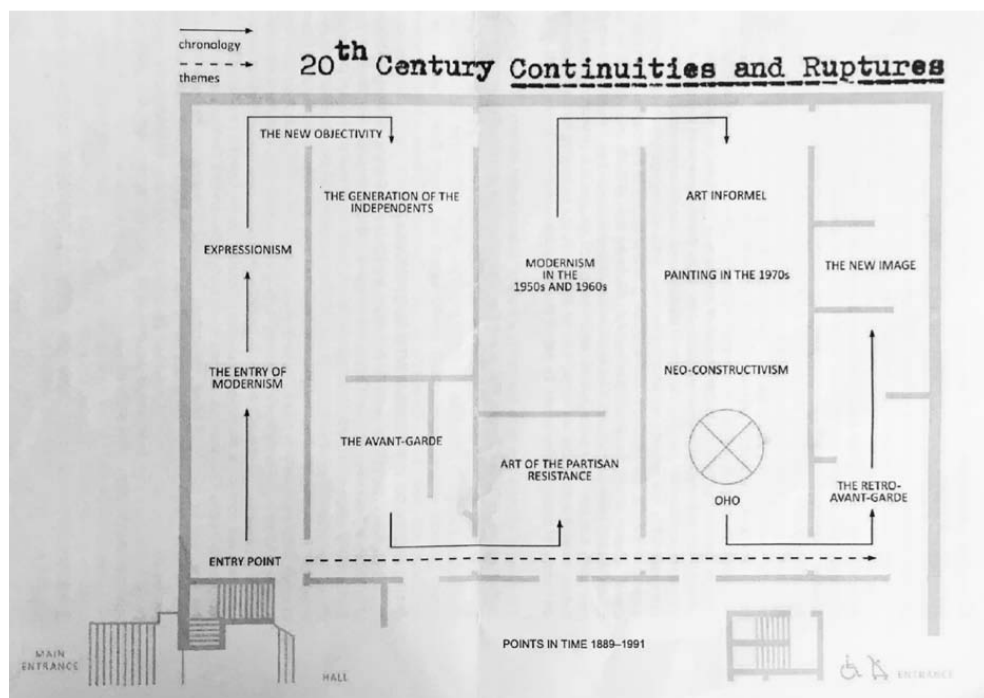 chronology
themes
20th Century Continuities and Ruptures
THE NEW OBJECTIVITY
THE GENERATION OF THE
INDEPENDENTS
EXPRESSIONISM
THE ENTRY OF
MODERNISM
THE AVANT-GARDE
ENTRY POINT
MODERNISM
IN THE
1950s AND 1960s
ART OF THE PARTISAN
RESISTANCE
ART INFORMEL
PAINTING IN THE 1970s
NEO-CONSTRUCTIVISM
OHO
THE NEW IMAGE
THE RETRO-
AVANT-GARDE
POINTS IN TIME 1889–1991
MAIN
ENTRANCE
HALL
ENTRANCE